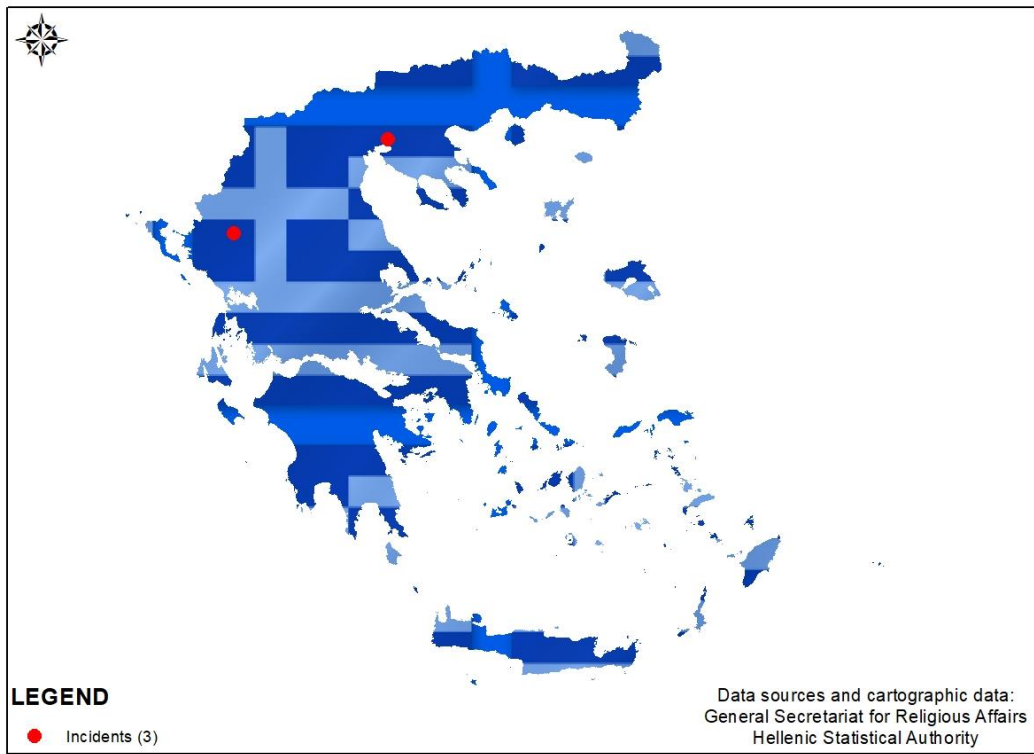 LEGEND
Incidents (3)
Data sources and cartographic data:
General Secretariat for Religious Affairs
Hellenic Statistical Authority